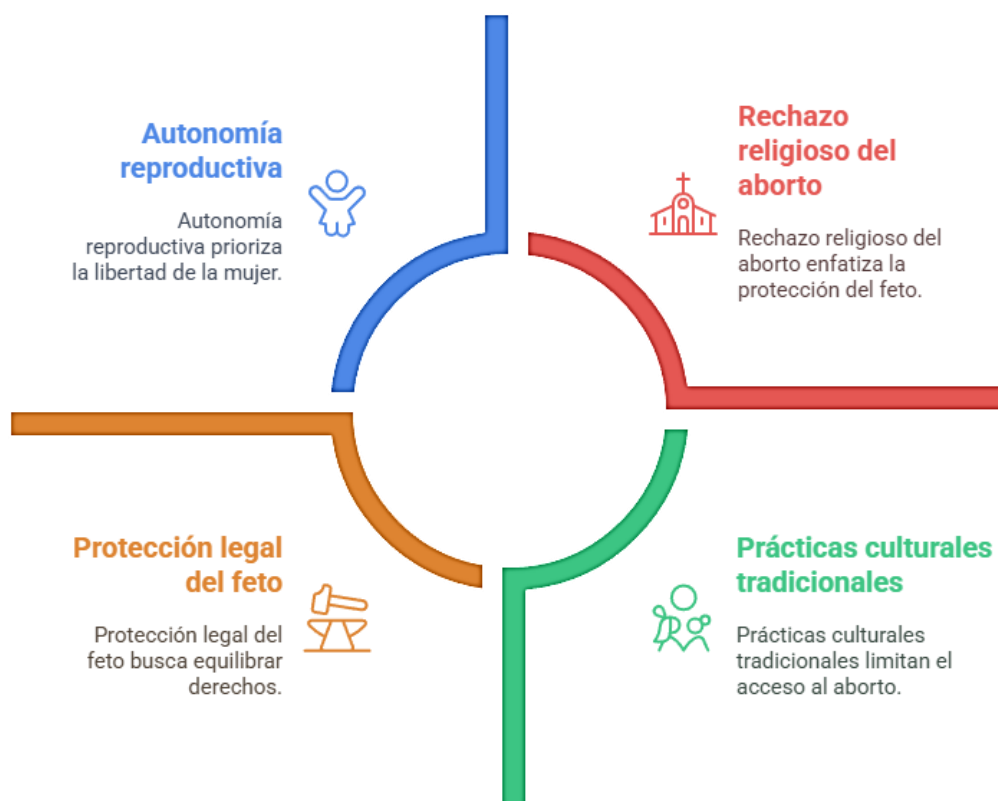 Autonomía
reproductiva
Autonomía
reproductiva prioriza
la libertad de la mujer.
Rechazo
religioso del
aborto
Rechazo religioso del
aborto enfatiza la
protección del feto.
Protección legal
del feto
Protección legal del
feto busca equilibrar
derechos.
Prácticas culturales
tradicionales
Prácticas culturales
tradicionales limitan el
acceso al aborto.